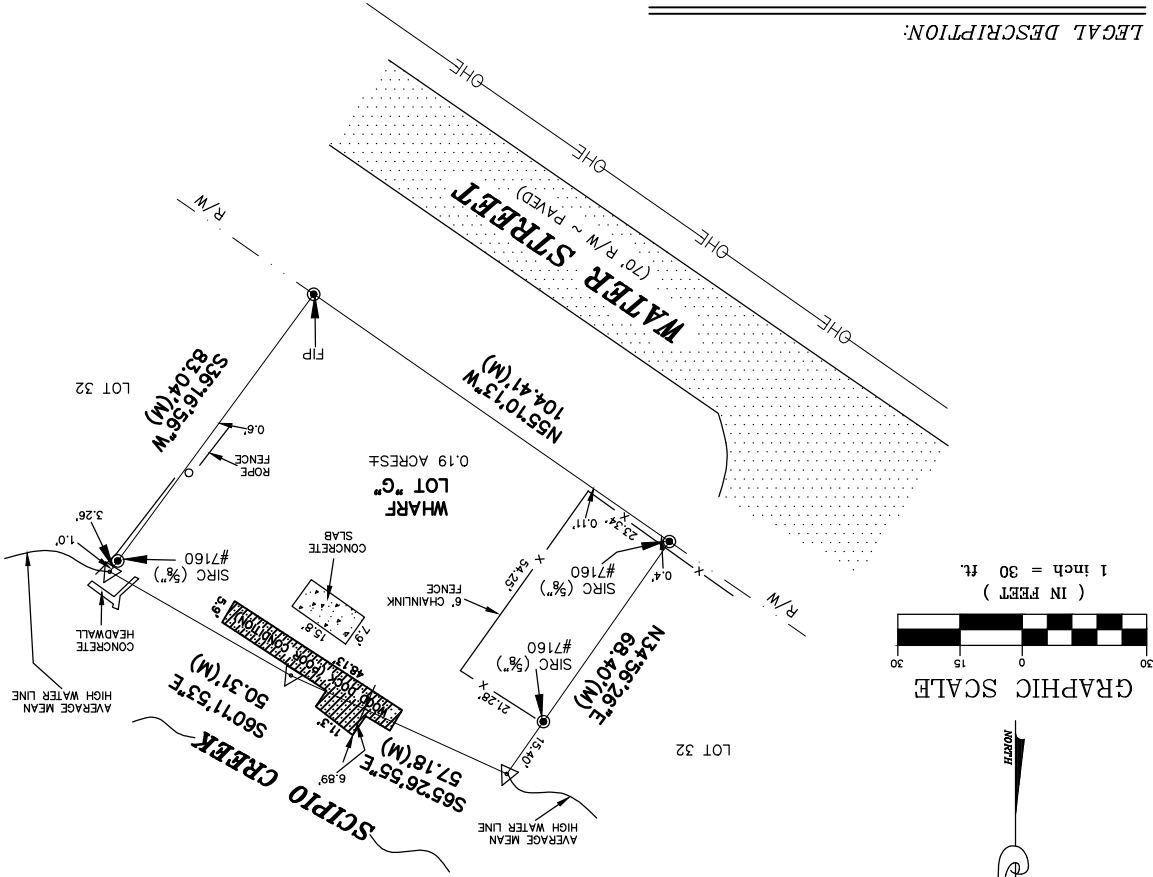 NORTH
GRAPHIC SCALE
30
15
0
30
( IN FEET )
1 inch = 30 ft.
AVERAGE MEAN
HIGH WATER LINE
SCIPIO CREEK
S65°26'55"E
57.18'(M)
6.89'
11.3'
S60°11'53"E
50.31'(M)
AVERAGE MEAN
HIGH WATER LINE
CONCRETE
HEADWALL
LOT 32
15.40'
N34°56'26"E
68.40'(M)
SIRC (⅝")
#7160
21.28'
X
WOOD DOCK
(POOR CONDITION)
48.13'
5.9'
7.9'
15.8'
CONCRETE
SLAB
SIRC (⅝")
#7160
1.0'
3.26'
6' CHAINLINK
FENCE
X
54.25'
SIRC (⅝")
#7160
0.4'
X
23.34'
X
0.11'
R/W
WHARF
LOT "G"
0.19 ACRES±
ROPE
FENCE
0.6'
LOT 32
S36°16'56"W
83.04'(M)
N55°10'13"W
104.41'(M)
FIP
R/W
WATER STREET
(70' R/W ~ PAVED)
OHE
OHE
OHE
OHE
LEGAL DESCRIPTION: